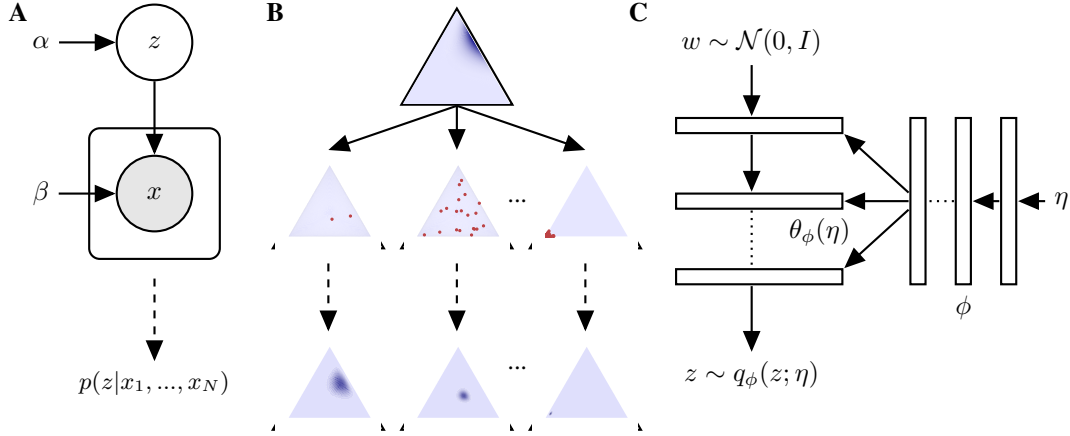 A
α
z
x
β
p(z|x₁, ..., x_N)
B
...
...
C
w ∼ 𝒩(0, I)
θ_ϕ(η)
η
ϕ
z ∼ q_ϕ(z; η)